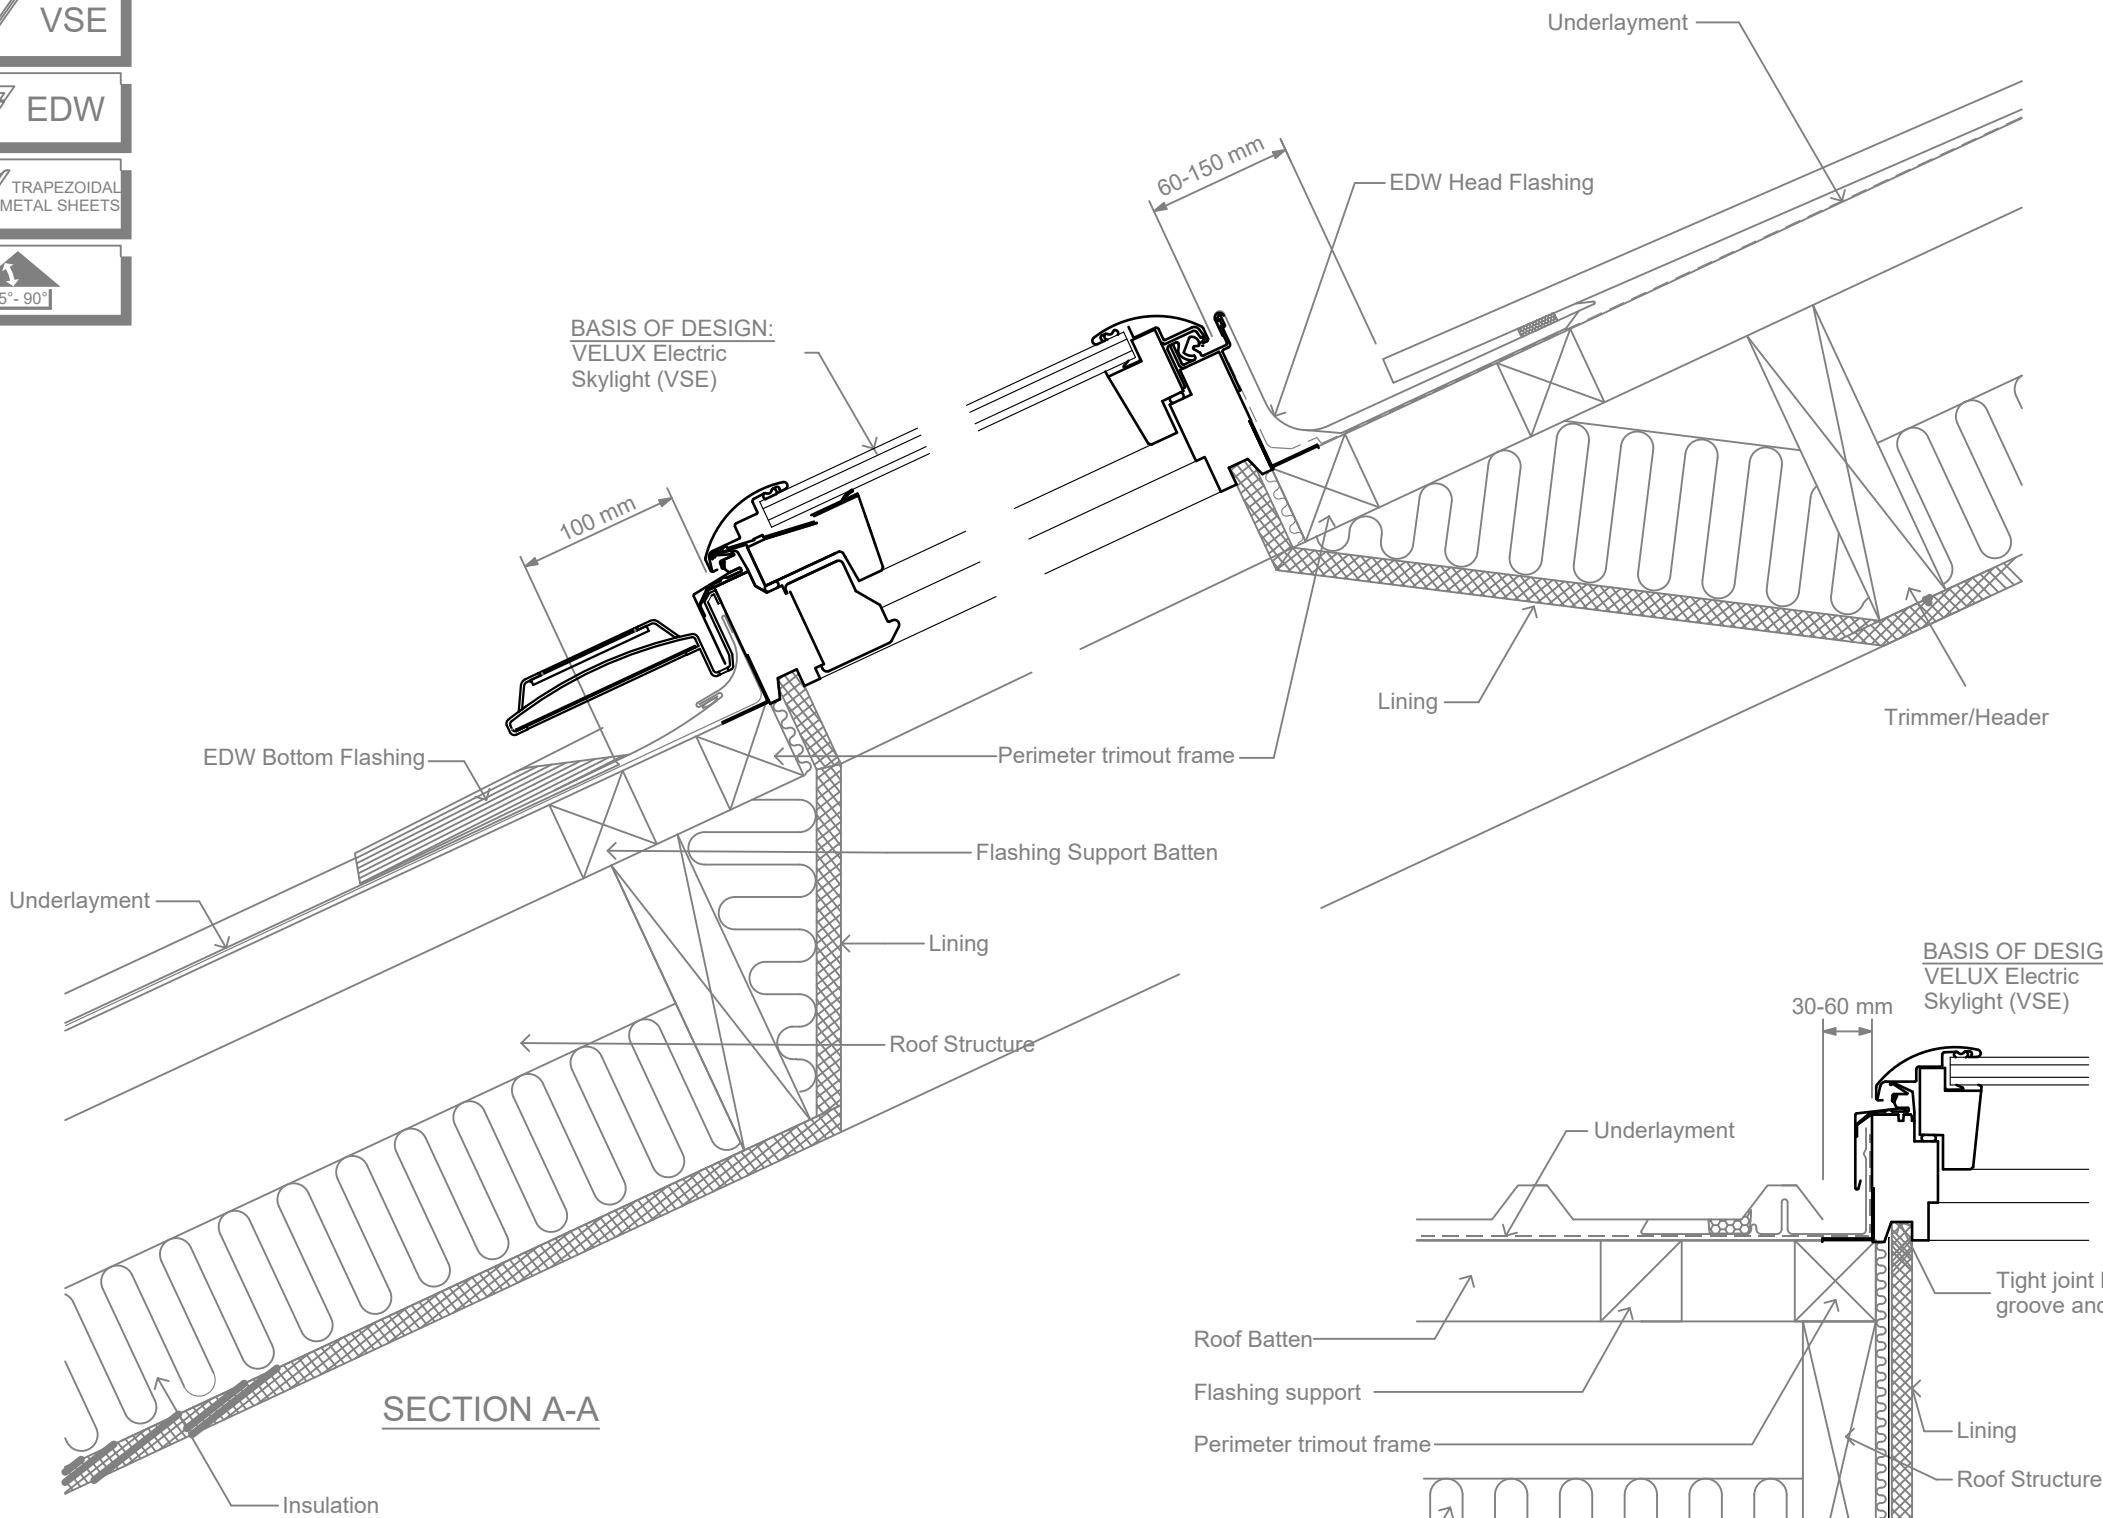 VSE
EDW
TRAPEZOIDAL
METAL SHEETS
5°- 90°
Underlayment
60-150 mm
EDW Head Flashing
BASIS OF DESIGN:
VELUX Electric
Skylight (VSE)
100 mm
Lining
Trimmer/Header
EDW Bottom Flashing
Perimeter trimout frame
Flashing Support Batten
Underlayment
Lining
Roof Structure
SECTION A-A
Insulation
BASIS OF DESIG
VELUX Electric
Skylight (VSE)
30-60 mm
Underlayment
Tight joint
groove and
Roof Batten
Flashing support
Perimeter trimout frame
Lining
Roof Structure